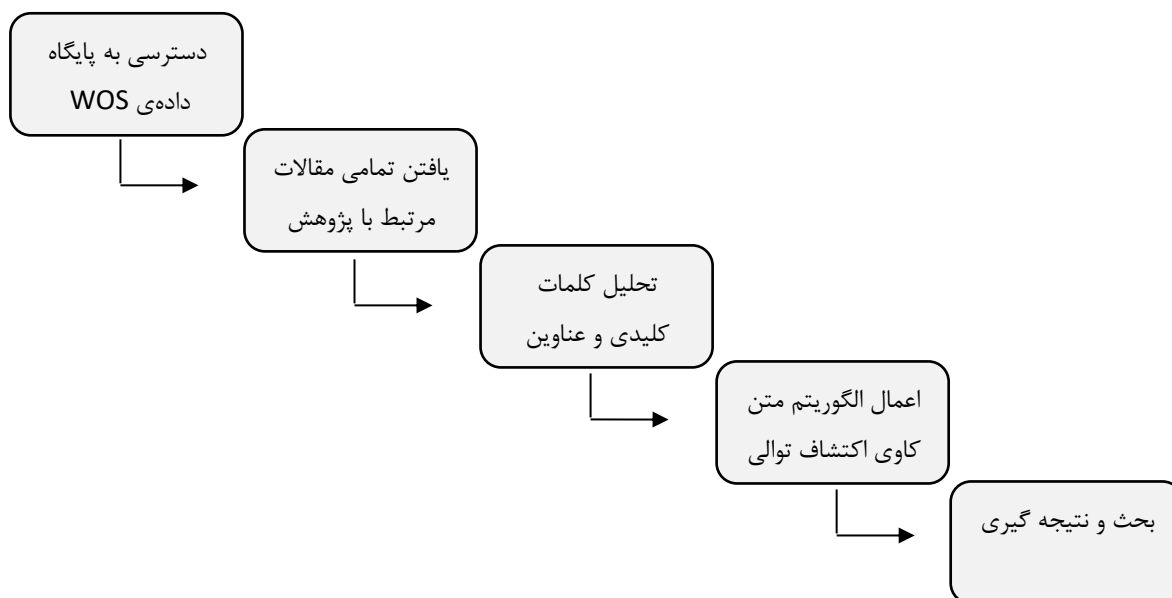 دسترسی به پایگاه
داده‌ی WOS
یافتن تمامی مقالات
مرتبط با پژوهش
تحلیل کلمات
کلیدی و عناوین
اعمال الگوریتم متن
کاوی اکتشاف توالی
بحث و نتیجه گیری